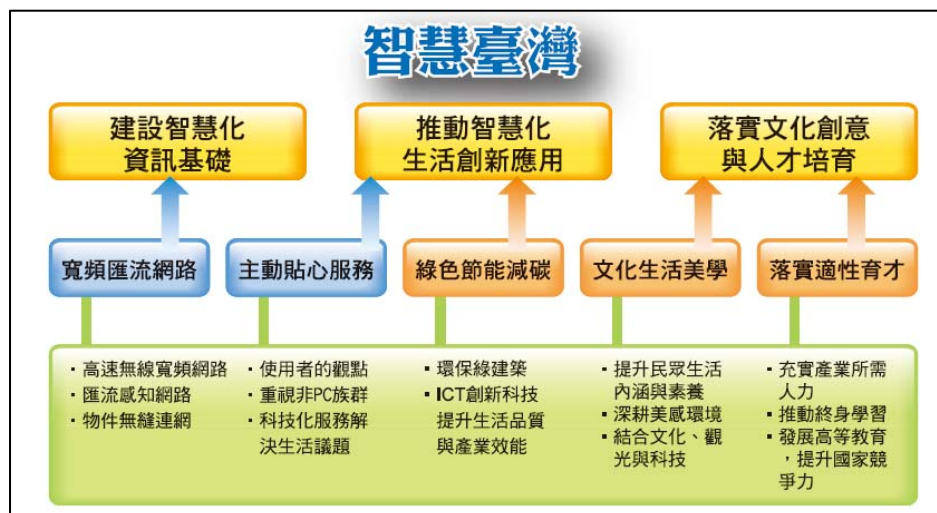 智慧臺灣
建設智慧化
資訊基礎
推動智慧化
生活創新應用
落實文化創意
與人才培育
寬頻匯流網路
主動貼心服務
綠色節能減碳
文化生活美學
落實適性育才
▪ 高速無線寬頻網路
▪ 匯流感知網路
▪ 物件無縫連網
▪ 使用者的觀點
▪ 重視非PC族群
▪ 科技化服務解
決生活議題
▪ 環保綠建築
▪ ICT創新科技
提升生活品質
與產業效能
▪ 提升民眾生活
內涵與素養
▪ 深耕美感環境
▪ 結合文化、觀
光與科技
▪ 充實產業所需
人力
▪ 推動終身學習
▪ 發展高等教育
，提升國家競
爭力